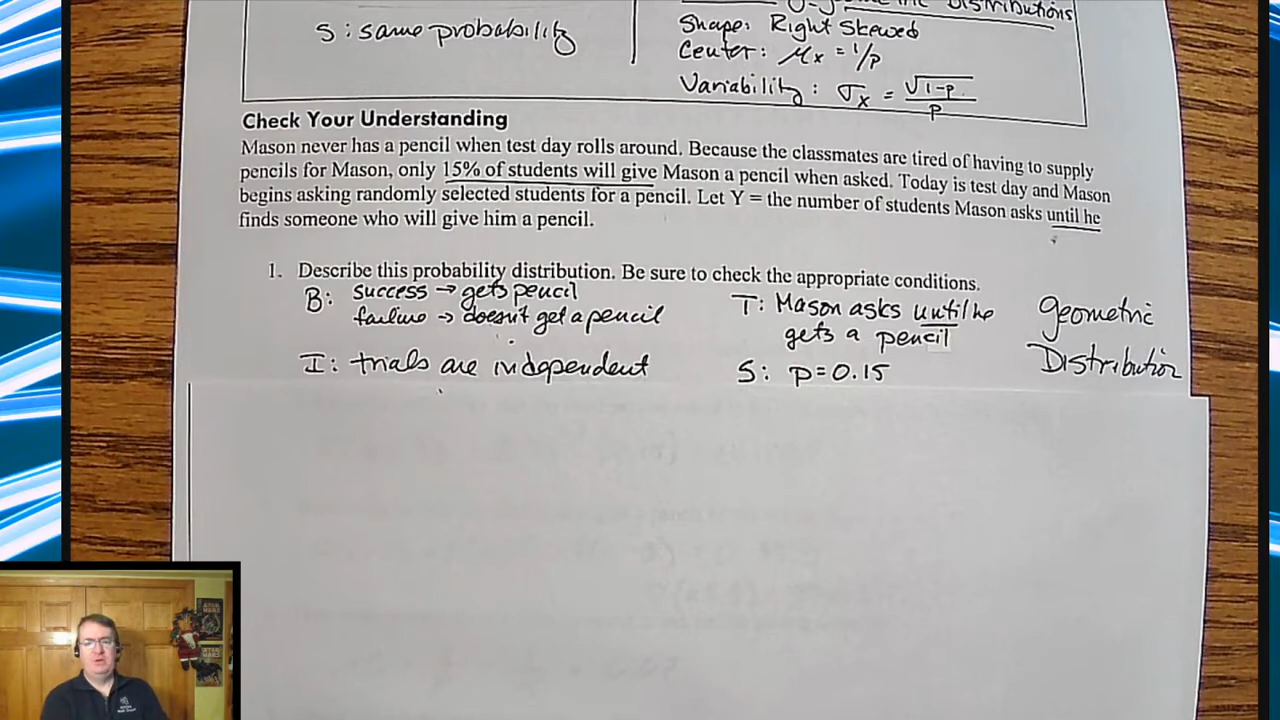 Distributions
S: same probability
Shape: Right Skewed
Center: μx = 1/p
Variability: σx = √1-p / p
Check Your Understanding
Mason never has a pencil when test day rolls around. Because the classmates are tired of having to supply
pencils for Mason, only 15% of students will give Mason a pencil when asked. Today is test day and Mason
begins asking randomly selected students for a pencil. Let Y = the number of students Mason asks until he
finds someone who will give him a pencil.
1. Describe this probability distribution. Be sure to check the appropriate conditions.
B: success → gets pencil
failure → doesn't get a pencil
T: Mason asks until he
gets a pencil
Geometric
Distribution
I: trials are independent
S: p=0.15
STAR WARS
STAR WARS